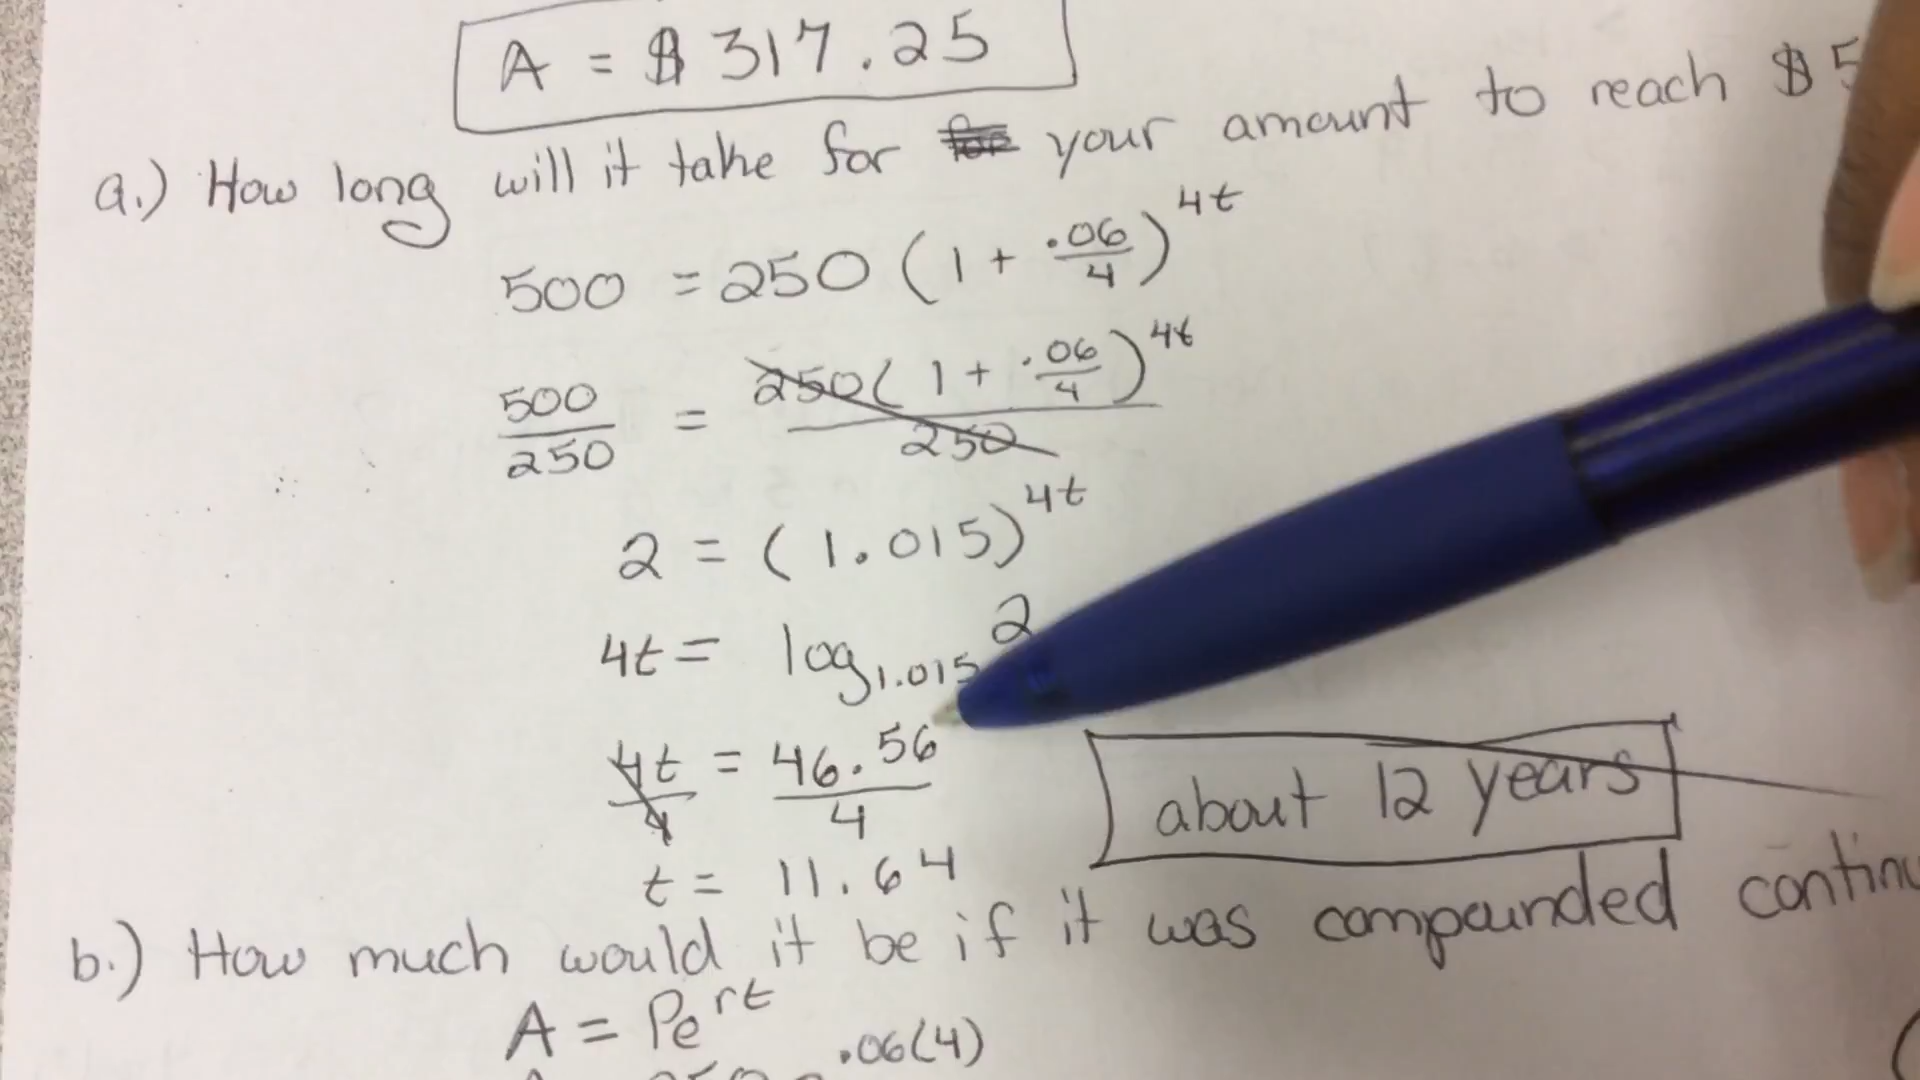 A = $ 317.25
a.) How long will it take for your amount to reach $ 5
500 = 250 ( 1 + .06/4 )^4t
500/250 = 250( 1 + .06/4 )^4t / 250
2 = ( 1.015 )^4t
4t = log_1.015 2
4t/4 = 46.56/4
about 12 years
t = 11.64
b.) How much would it be if it was compounded continu
A = Pe^rt
.06(4)